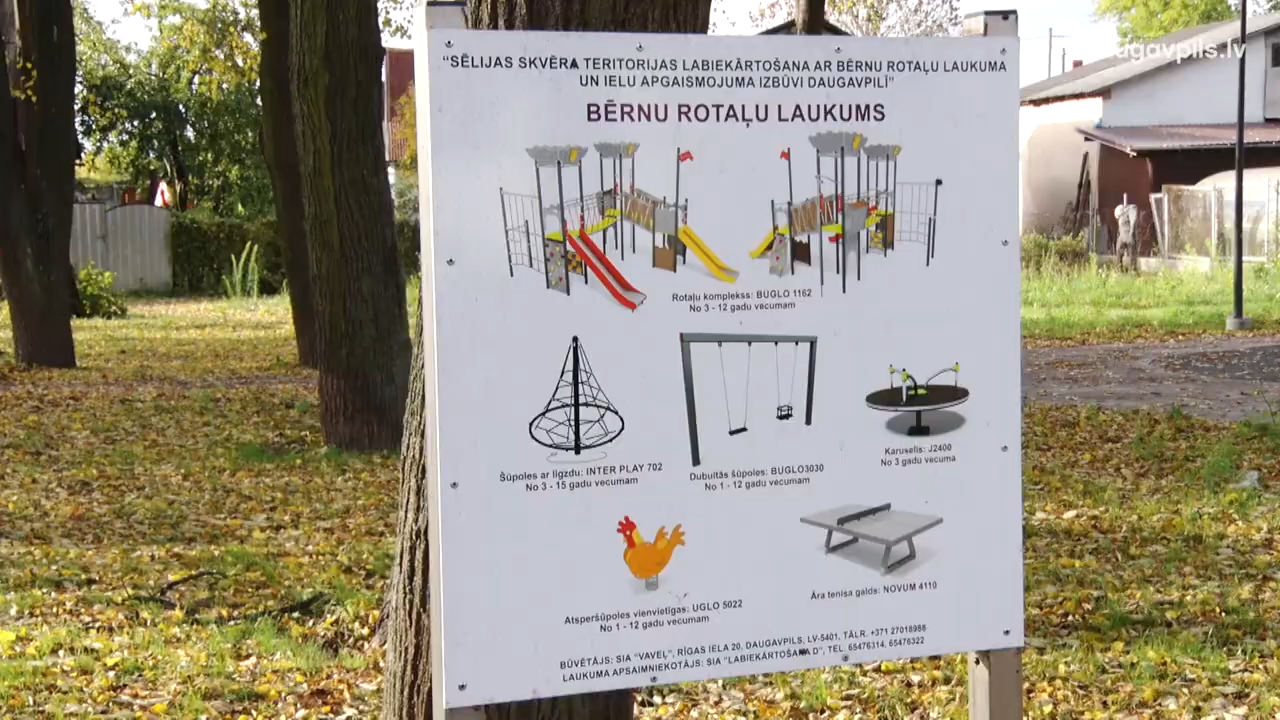 daugavpils.lv
“SĒLIJAS SKVĒRA TERITORIJAS LABIEKĀRTOŠANA AR BĒRNU ROTAĻU LAUKUMA
UN IELU APGAISMOJUMA IZBŪVI DAUGAVPILĪ”
BĒRNU ROTAĻU LAUKUMS
Rotaļu komplekss: BUGLO 1162
No 3 - 12 gadu vecumam
Šūpoles ar ligzdu: INTER PLAY 702
No 3 - 15 gadu vecumam
Dubultās šūpoles: BUGLO3030
No 1 - 12 gadu vecumam
Karuselis: J2400
No 3 gadu vecuma
Atsperšūpoles vienvietīgas: UGLO 5022
No 1 - 12 gadu vecumam
Āra tenisa galds: NOVUM 4110
BŪVĒTĀJS: SIA “VAVEĻ”, RĪGAS IELA 20, DAUGAVPILS, LV-5401, TĀLR. +371 27018988
LAUKUMA APSAIMNIEKOTĀJS: SIA “LABIEKĀRTOŠANA D”, TEL. 65476314, 65476322